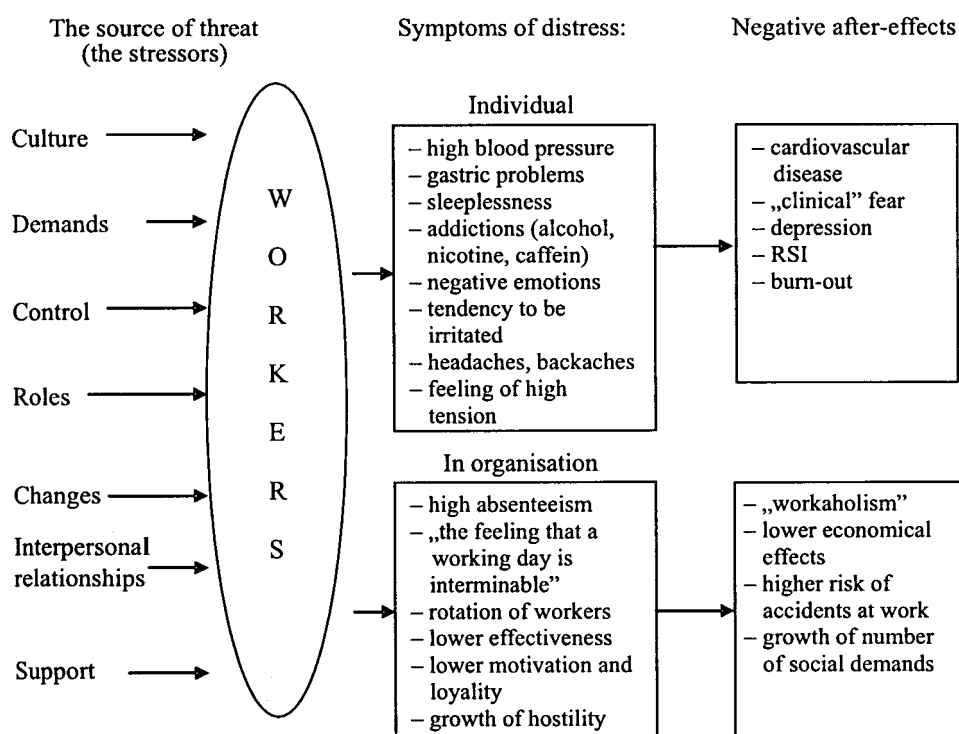 The source of threat
(the stressors)
Culture
Demands
Control
Roles
Changes
Interpersonal
relationships
Support
WORKERS
Symptoms of distress:
Individual
– high blood pressure
– gastric problems
– sleeplessness
– addictions (alcohol,
nicotine, caffein)
– negative emotions
– tendency to be
irritated
– headaches, backaches
– feeling of high
tension
In organisation
– high absenteeism
– „the feeling that a
working day is
interminable”
– rotation of workers
– lower effectiveness
– lower motivation and
loyality
– growth of hostility
Negative after-effects
– cardiovascular
disease
– „clinical” fear
– depression
– RSI
– burn-out
– „workaholism”
– lower economical
effects
– higher risk of
accidents at work
– growth of number
of social demands